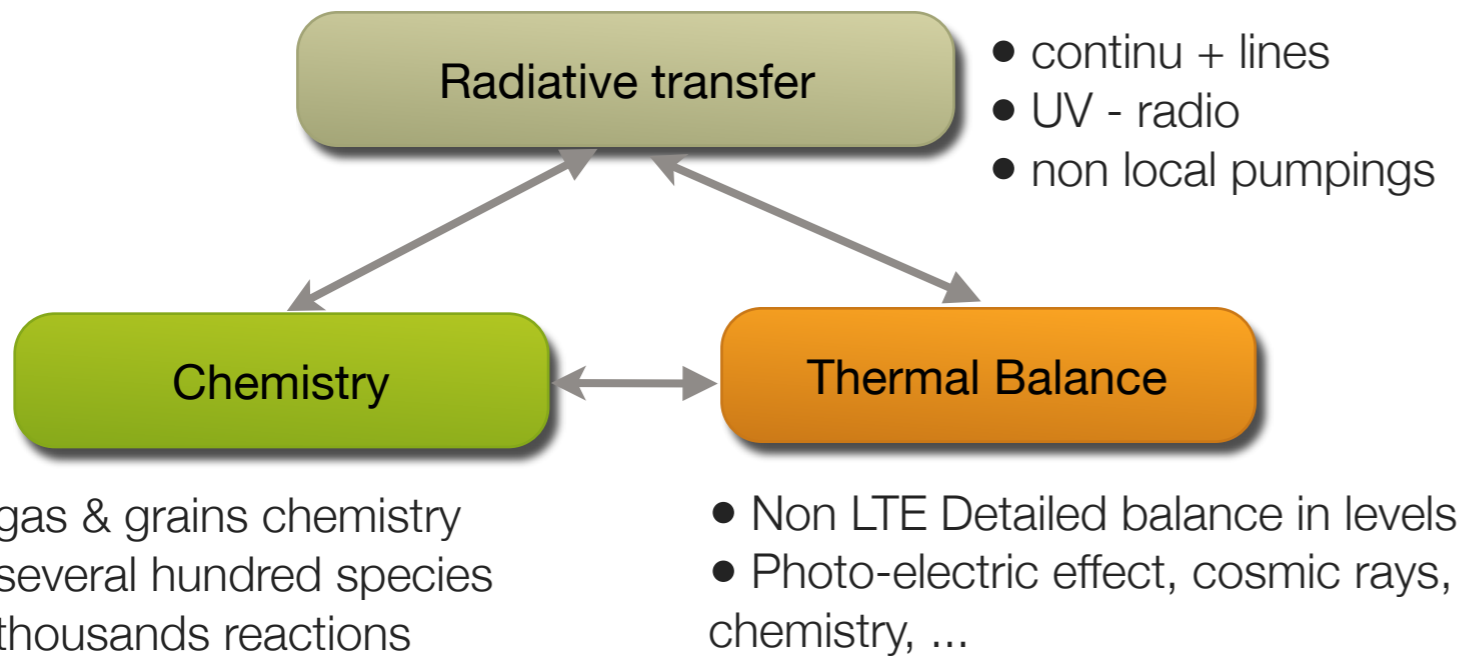 Radiative transfer
• continu + lines
• UV - radio
• non local pumpings
Chemistry
Thermal Balance
gas & grains chemistry
several hundred species
thousands reactions
• Non LTE Detailed balance in levels
• Photo-electric effect, cosmic rays,
chemistry, ...